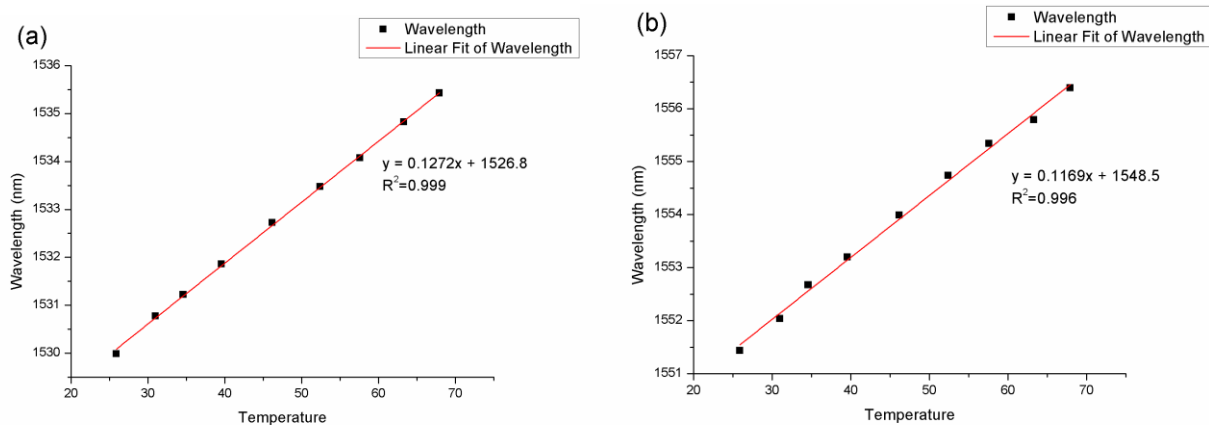 (a)
Wavelength
Linear Fit of Wavelength
1536
1535
1534
1533
1532
1531
1530
Wavelength (nm)
y = 0.1272x + 1526.8
R²=0.999
20 30 40 50 60 70
Temperature
(b)
Wavelength
Linear Fit of Wavelength
1557
1556
1555
1554
1553
1552
1551
Wavelength (nm)
y = 0.1169x + 1548.5
R²=0.996
20 30 40 50 60 70
Temperature